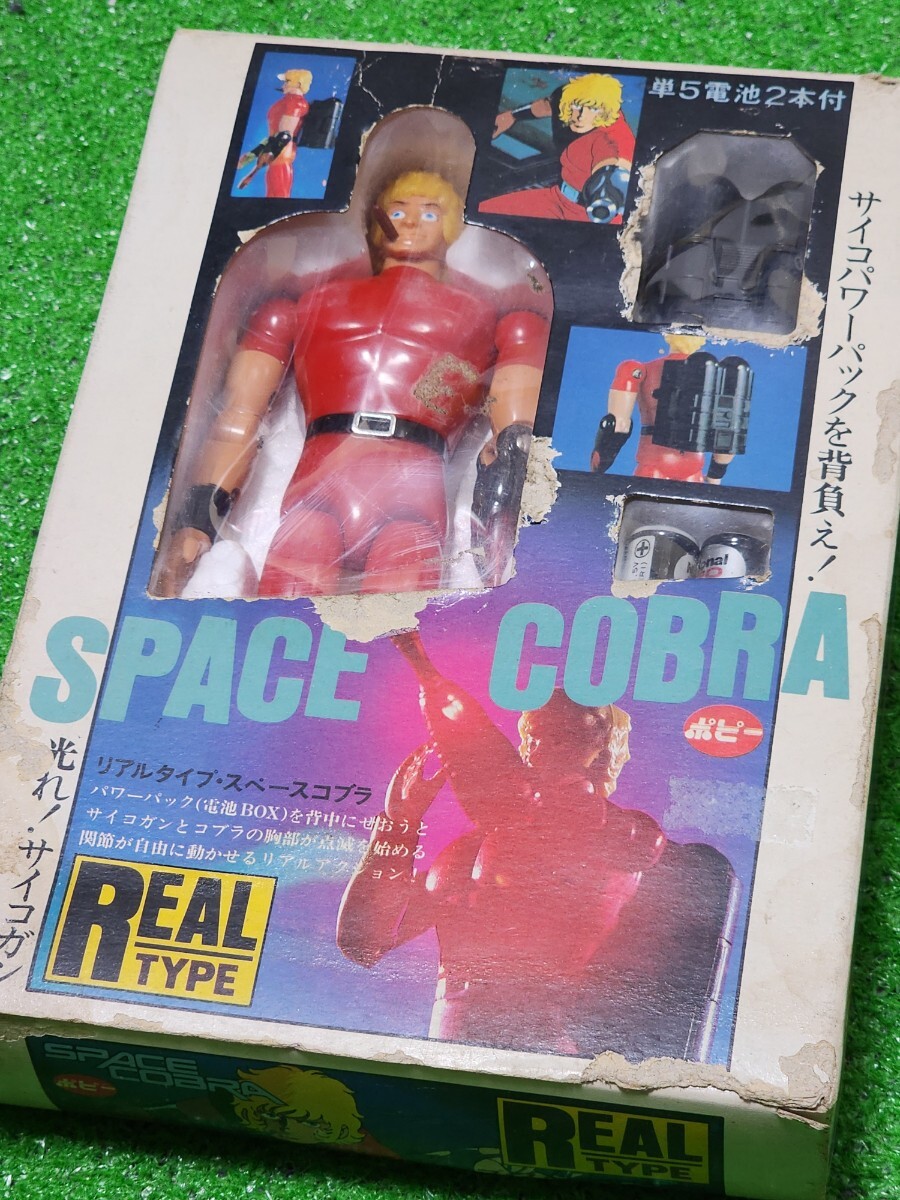 単5電池2本付
サイコパワーパックを背負え!
SPACE COBRA
ポピー
光れ!サイコガン
リアルタイプ・スペースコブラ
パワーパック(電池BOX)を背中にせおうと
サイコガンとコブラの胸部が点滅を始める
関節が自由に動かせるリアルアクション!
REAL
TYPE
SPACE
COBRA
ポピー
REAL
TYPE